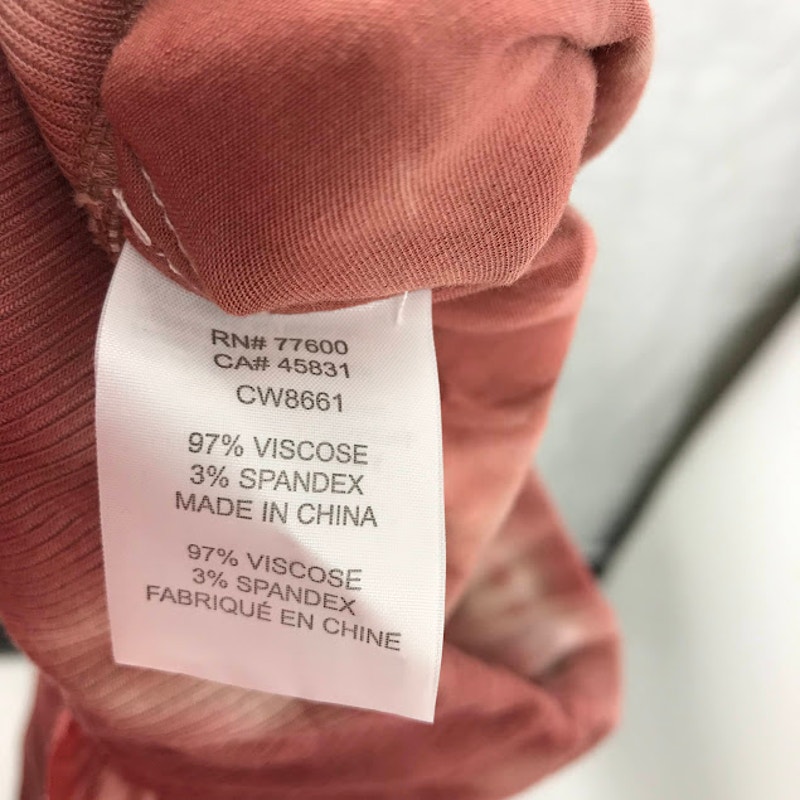 RN# 77600
CA# 45831
CW8661
97% VISCOSE
3% SPANDEX
MADE IN CHINA
97% VISCOSE
3% SPANDEX
FABRIQUÉ EN CHINE